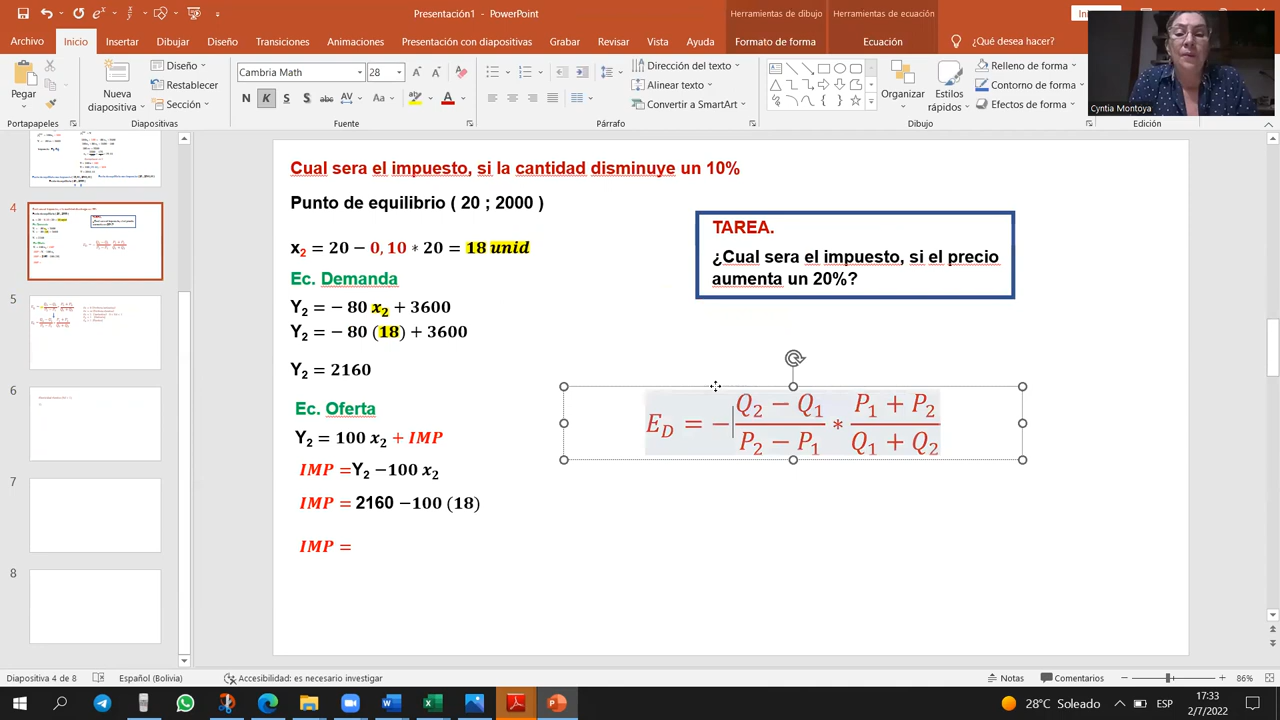 Herramientas de dibujo
Herramientas de ecuación
Archivo
Inicio
Insertar
Dibujar
Diseño
Transiciones
Animaciones
Presentación con diapositivas
Grabar
Revisar
Vista
Ayuda
Formato de forma
Ecuación
¿Qué desea hacer?
Pegar
Nueva diapositiva
Diseño
Restablecer
Sección
Cambria Math
28
N K S S abc AV Aa A
Dirección del texto
Alinear texto
Convertir a SmartArt
Organizar
Estilos rápidos
Relleno de forma
Contorno de forma
Efectos de forma
Cyntia Montoya
Portapapeles
Diapositivas
Fuente
Párrafo
Dibujo
Edición
4
5
6
7
8
Cual sera el impuesto, si la cantidad disminuye un 10%
Punto de equilibrio ( 20 ; 2000 )
x₂ = 20 − 0,10 ∗ 20 = 18 unid
Ec. Demanda
Y₂ = − 80 x₂ + 3600
Y₂ = − 80 (18) + 3600
Y₂ = 2160
Ec. Oferta
Y₂ = 100 x₂ + IMP
IMP =Y₂ −100 x₂
IMP = 2160 −100 (18)
IMP =
TAREA.
¿Cual sera el impuesto, si el precio
aumenta un 20%?
E_D = − (Q₂ − Q₁)/(P₂ − P₁) ∗ (P₁ + P₂)/(Q₁ + Q₂)
Diapositiva 4 de 8
Español (Bolivia)
Accesibilidad: es necesario investigar
Notas
Comentarios
86%
28°C Soleado
ESP
17:33
2/7/2022